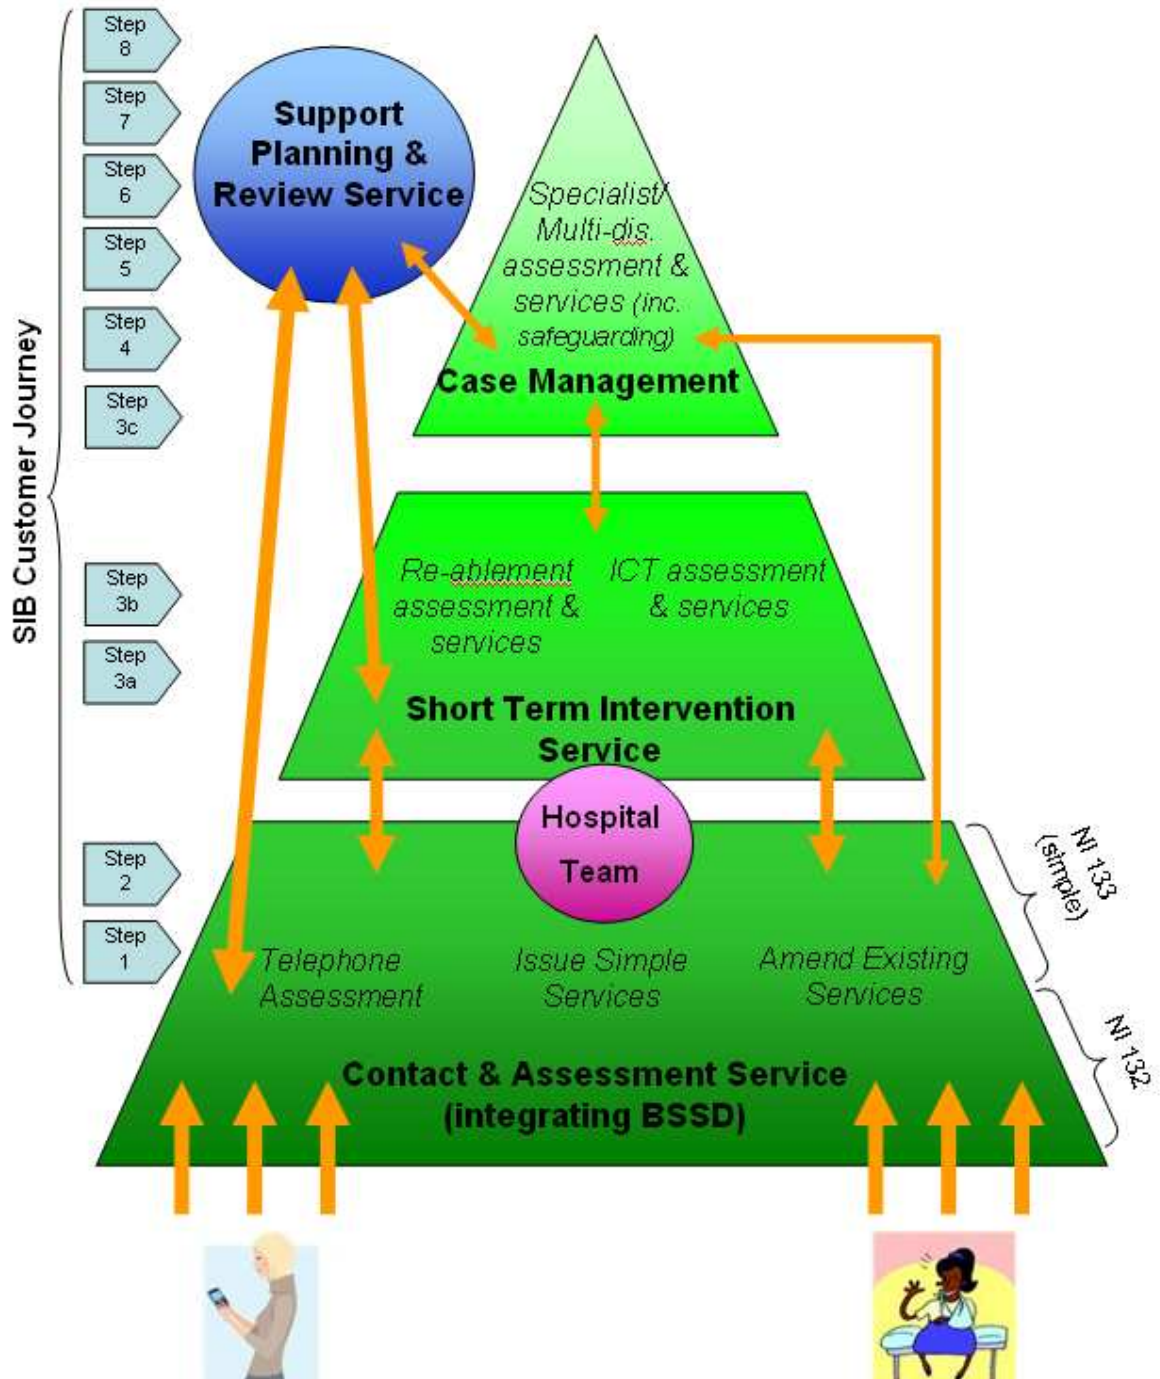 Step
8
Step
7
Step
6
Step
5
Step
4
Step
3c
Step
3b
Step
3a
Step
2
Step
1
SIB Customer Journey
Support
Planning &
Review Service
Specialist/
Multi-dis.
assessment &
services (inc.
safeguarding)
Case Management
Re-ablement
assessment &
services
ICT assessment
& services
Short Term Intervention
Service
Hospital
Team
NI 133
(simple)
Telephone
Assessment
Issue Simple
Services
Amend Existing
Services
NI 132
Contact & Assessment Service
(integrating BSSD)